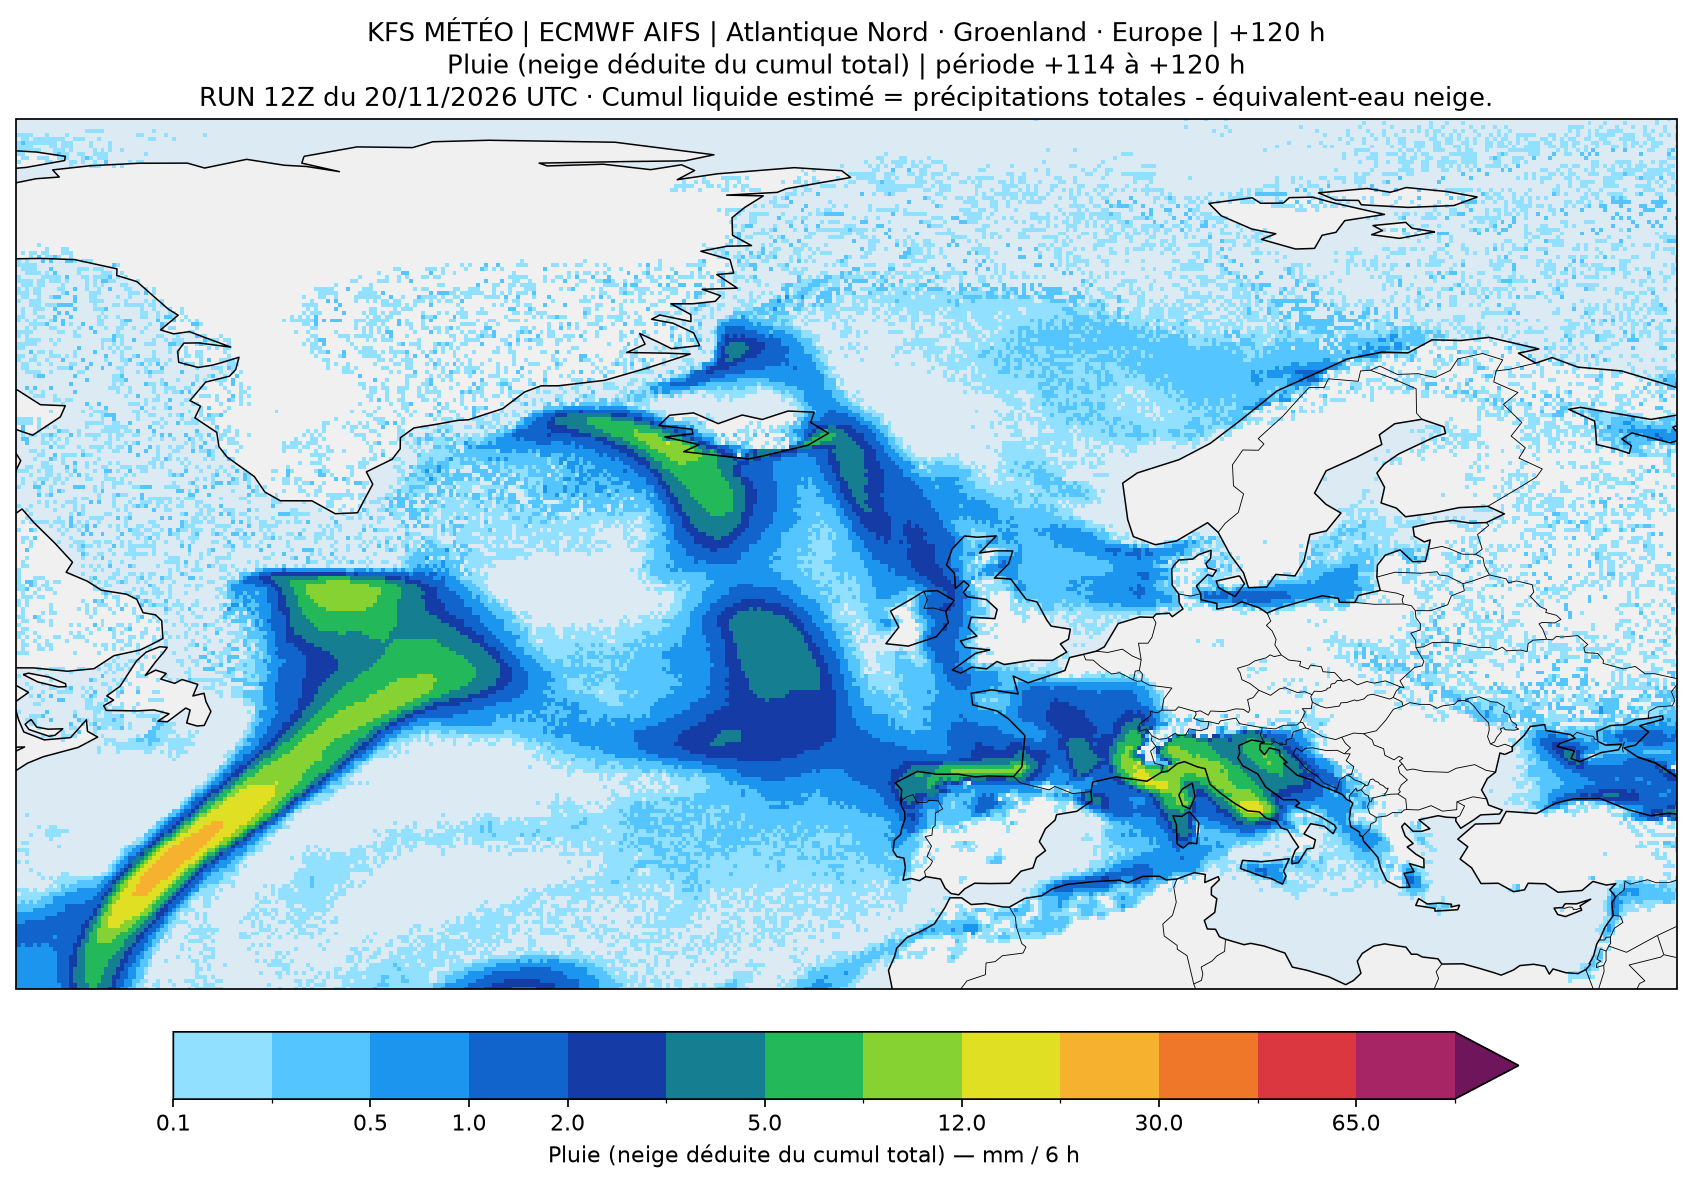 KFS MÉTÉO | ECMWF AIFS | Atlantique Nord · Groenland · Europe | +120 h
Pluie (neige déduite du cumul total) | période +114 à +120 h
RUN 12Z du 20/11/2026 UTC · Cumul liquide estimé = précipitations totales - équivalent-eau neige.
0.1 0.5 1.0 2.0 5.0 12.0 30.0 65.0
Pluie (neige déduite du cumul total) — mm / 6 h